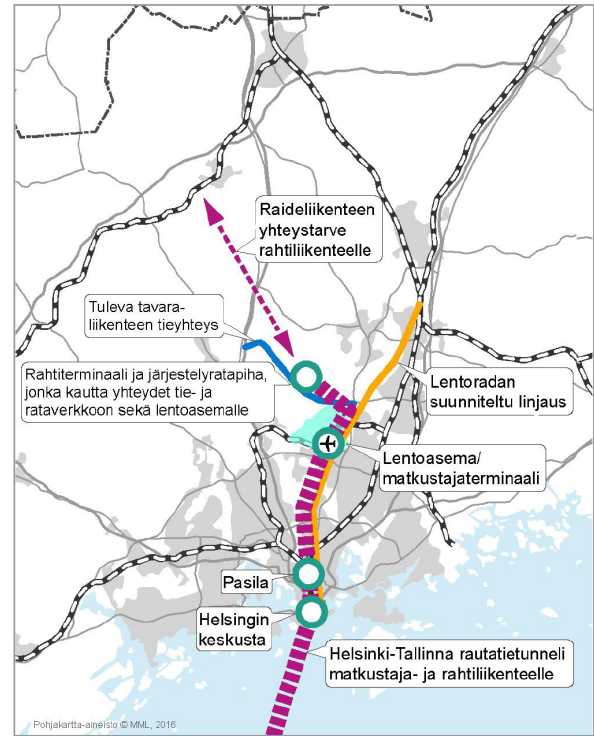 Raideliikenteen
yhteystarve
rahtiliikenteelle
Tuleva tavara-
liikenteen tieyhteys
Rahtiterminaali ja järjestelyratapiha,
jonka kautta yhteydet tie- ja
rataverkkoon sekä lentoasemalle
Lentoradan
suunniteltu linjaus
Lentoasema/
matkustajaterminaali
Pasila
Helsingin
keskusta
Helsinki-Tallinna rautatietunneli
matkustaja- ja rahtiliikenteelle
Pohjakartta-aineisto © MML, 2016